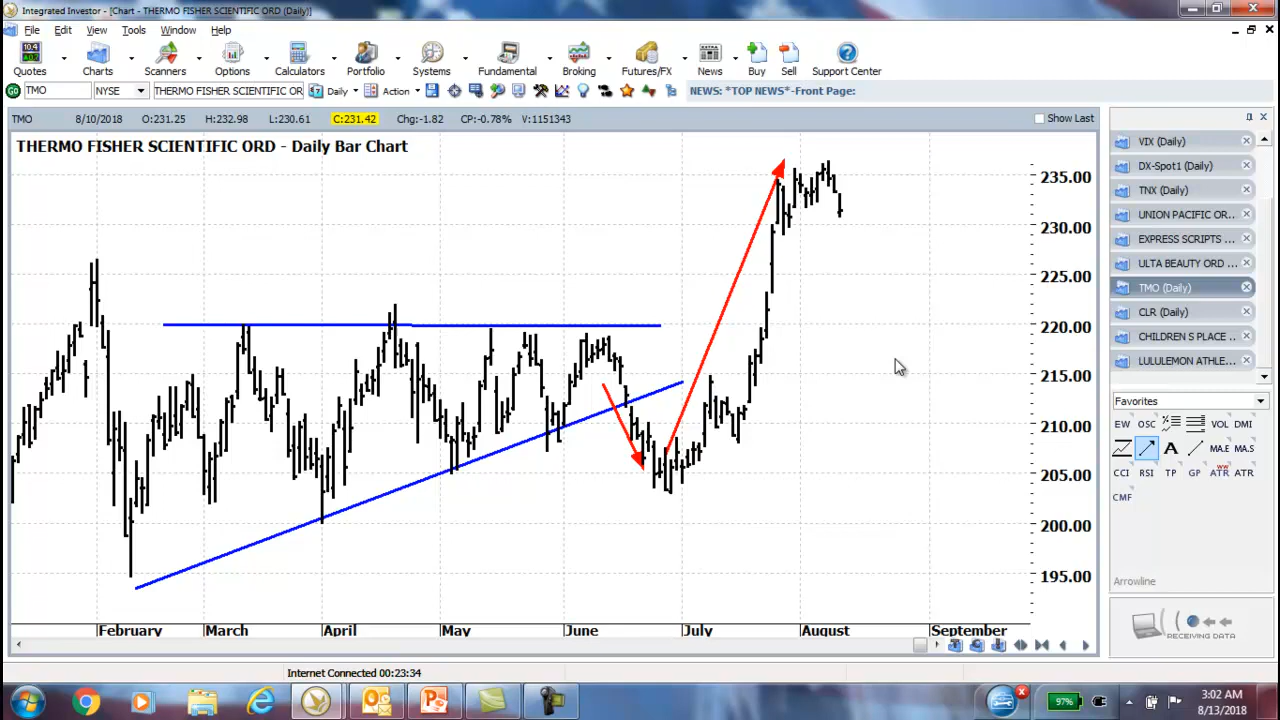 Integrated Investor - [Chart - THERMO FISHER SCIENTIFIC ORD (Daily)]
File Edit View Tools Window Help
Quotes Charts Scanners Options Calculators Portfolio Systems Fundamental Broking Futures/FX News Buy Sell Support Center
GO TMO NYSE THERMO FISHER SCIENTIFIC OR Daily Action NEWS: *TOP NEWS*-Front Page:
TMO 8/10/2018 O:231.25 H:232.98 L:230.61 C:231.42 Chg:-1.82 CP:-0.78% V:1151343 Show Last
THERMO FISHER SCIENTIFIC ORD - Daily Bar Chart
235.00
230.00
225.00
220.00
215.00
210.00
205.00
200.00
195.00
February March April May June July August September
VIX (Daily)
DX-Spot1 (Daily)
TNX (Daily)
UNION PACIFIC OR...
EXPRESS SCRIPTS ...
ULTA BEAUTY ORD ...
TMO (Daily)
CLR (Daily)
CHILDREN S PLACE ...
LULULEMON ATHLE...
Favorites
EW OSC VOL DMI
A MA.E MA.S
CCI RSI TP GP ATR ATR
CMF
Arrowline
RECEIVING DATA
Internet Connected 00:23:34
97%
3:02 AM
8/13/2018